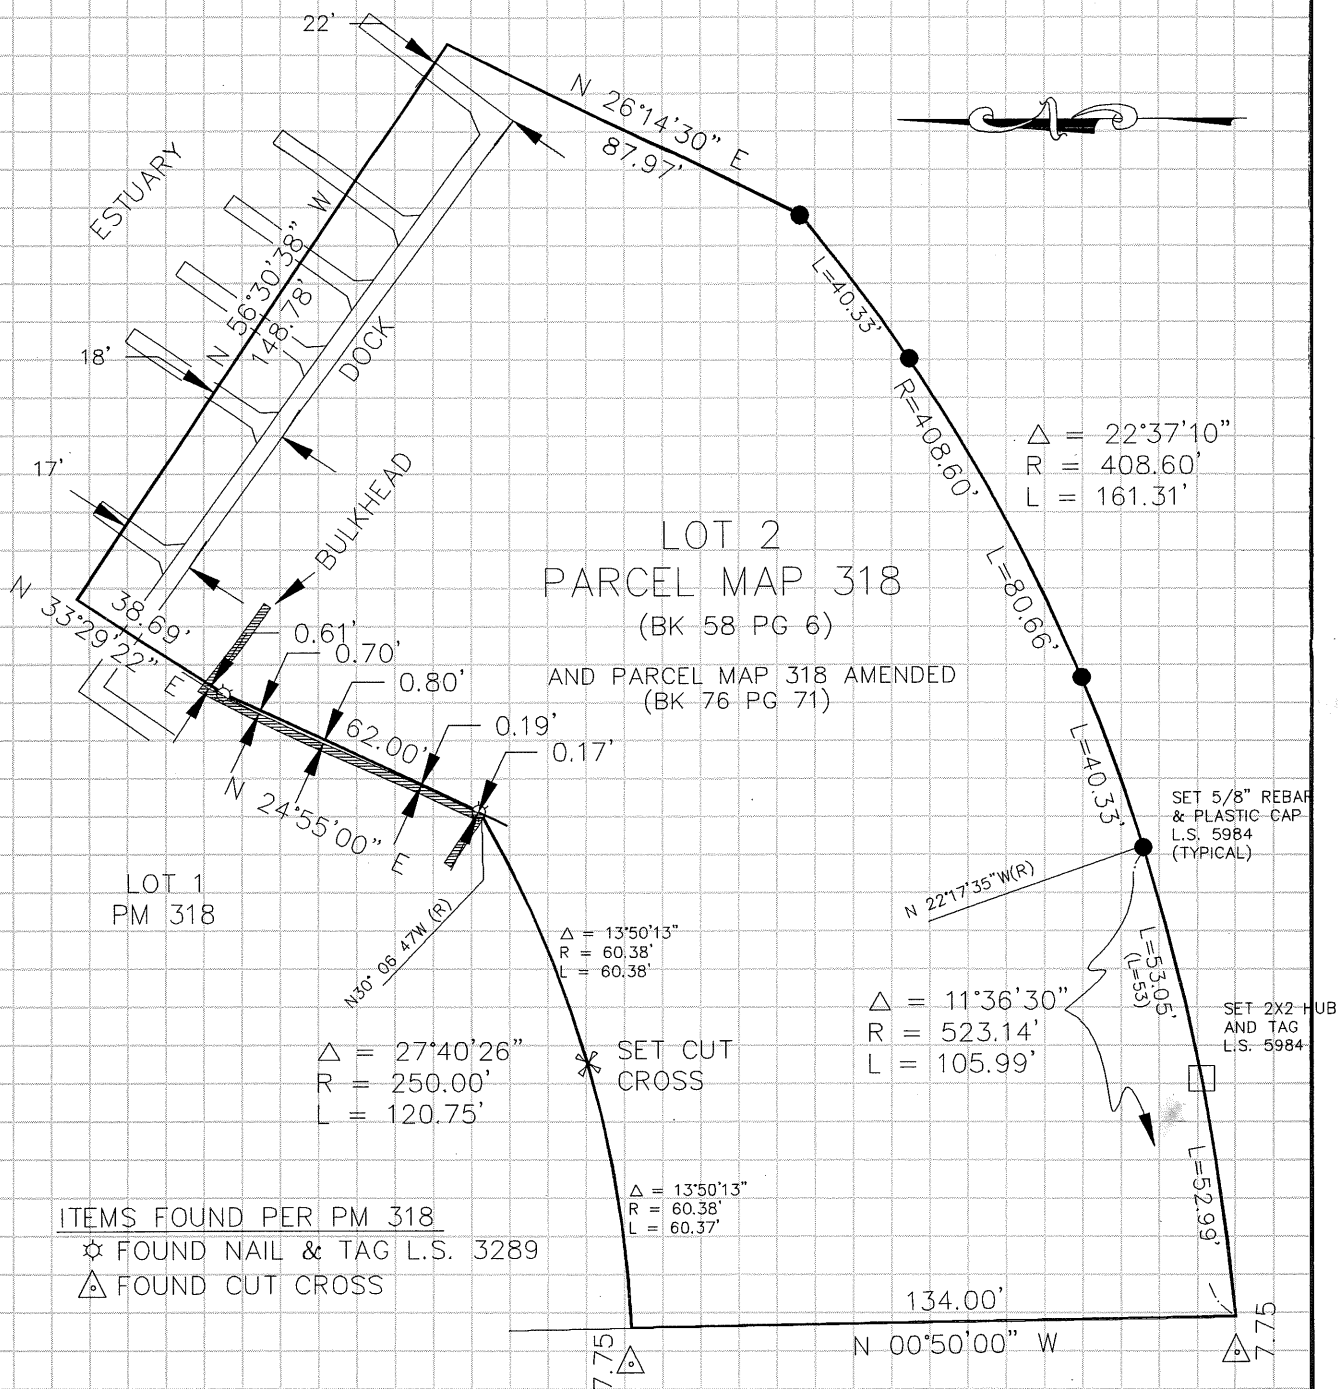 22'
N 26°14'30" E
87.97'
ESTUARY
N 56°30'38" W
148.78'
DOCK
18'
17'
BULKHEAD
L=40.33'
R=408.60'
△ = 22°37'10"
R = 408.60'
L = 161.31'
LOT 2
PARCEL MAP 318
(BK 58 PG 6)
AND PARCEL MAP 318 AMENDED
(BK 76 PG 71)
L=80.66'
N 33°29'22" E
38.69'
0.61'
0.70'
0.80'
0.19'
0.17'
62.00'
N 24°55'00" E
L=40.33'
SET 5/8" REBAR
& PLASTIC CAP
L.S. 5984
(TYPICAL)
LOT 1
PM 318
N 22°17'35"W(R)
N30° 06 47W (R)
△ = 13°50'13"
R = 60.38'
L = 60.38'
L=53.05'
(L=53)
△ = 11°36'30"
R = 523.14'
L = 105.99'
SET 2X2 HUB
AND TAG
L.S. 5984
△ = 27°40'26"
R = 250.00'
L = 120.75'
SET CUT
CROSS
△ = 13°50'13"
R = 60.38'
L = 60.37'
L=52.99'
ITEMS FOUND PER PM 318
FOUND NAIL & TAG L.S. 3289
FOUND CUT CROSS
134.00'
N 00°50'00" W
7.75
7.75